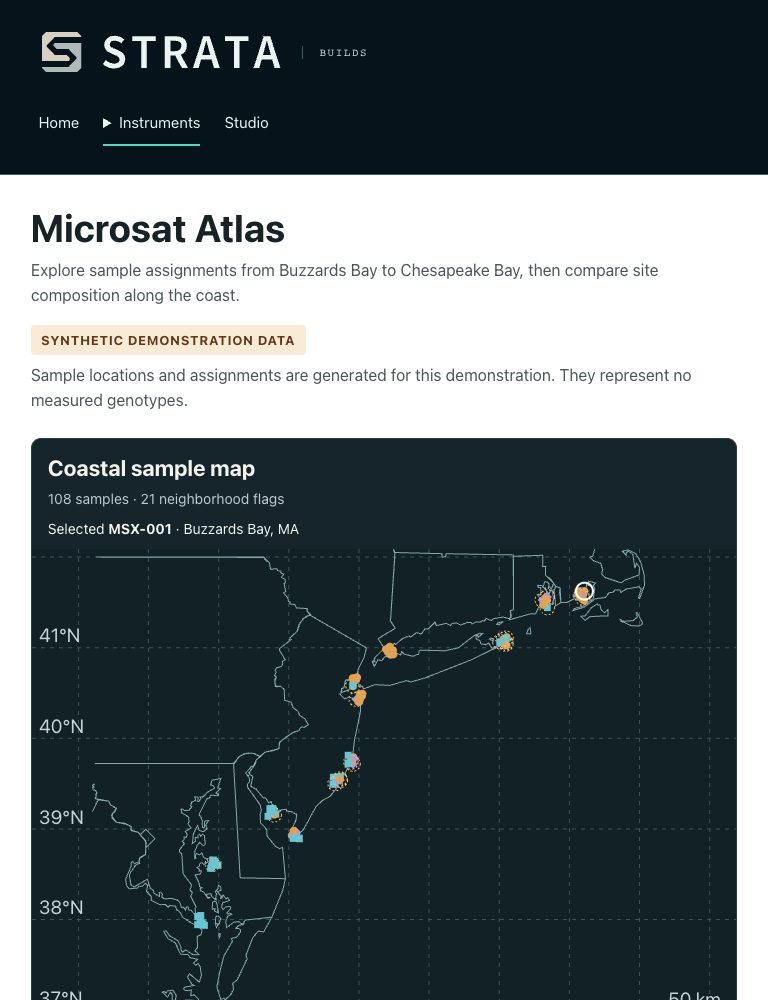 STRATA
BUILDS
Home
Instruments
Studio
Microsat Atlas
Explore sample assignments from Buzzards Bay to Chesapeake Bay, then compare site
composition along the coast.
SYNTHETIC DEMONSTRATION DATA
Sample locations and assignments are generated for this demonstration. They represent no
measured genotypes.
Coastal sample map
108 samples · 21 neighborhood flags
Selected MSX-001 · Buzzards Bay, MA
41°N
40°N
39°N
38°N
37°N
50 km